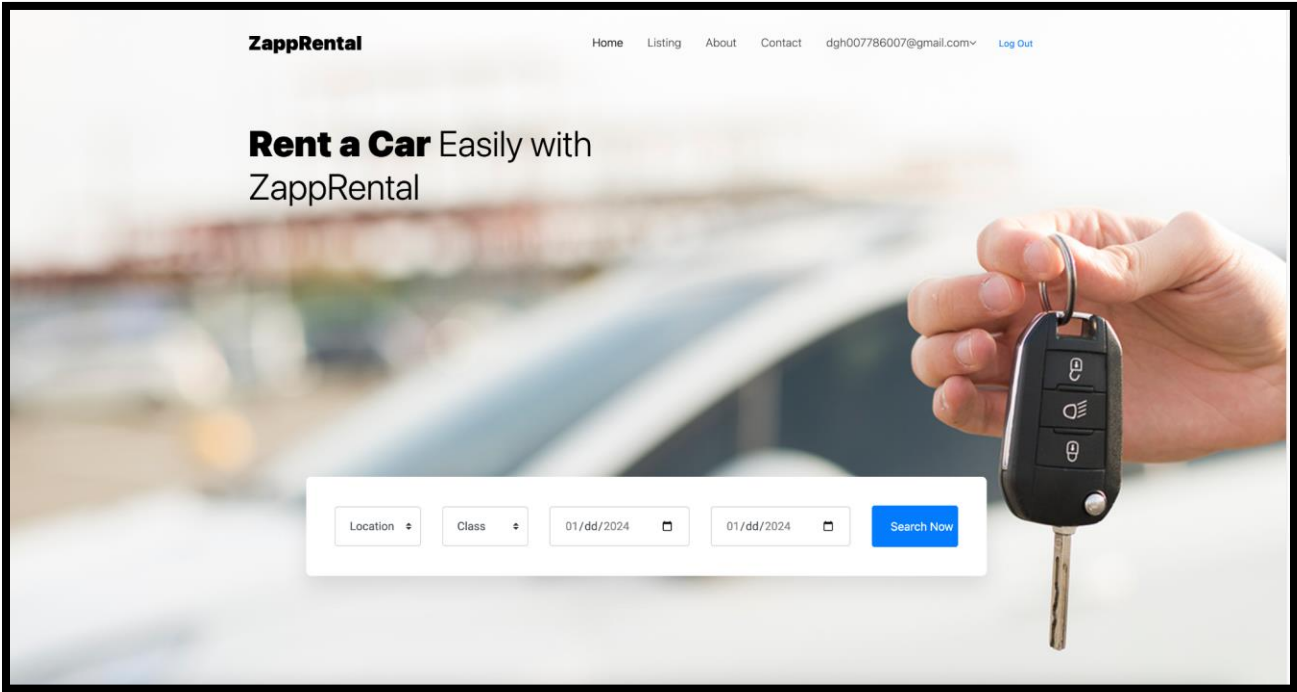 ZappRental
Home Listing About Contact dgh007786007@gmail.com Log Out
Rent a Car Easily with
ZappRental
Location Class 01/dd/2024 01/dd/2024 Search Now